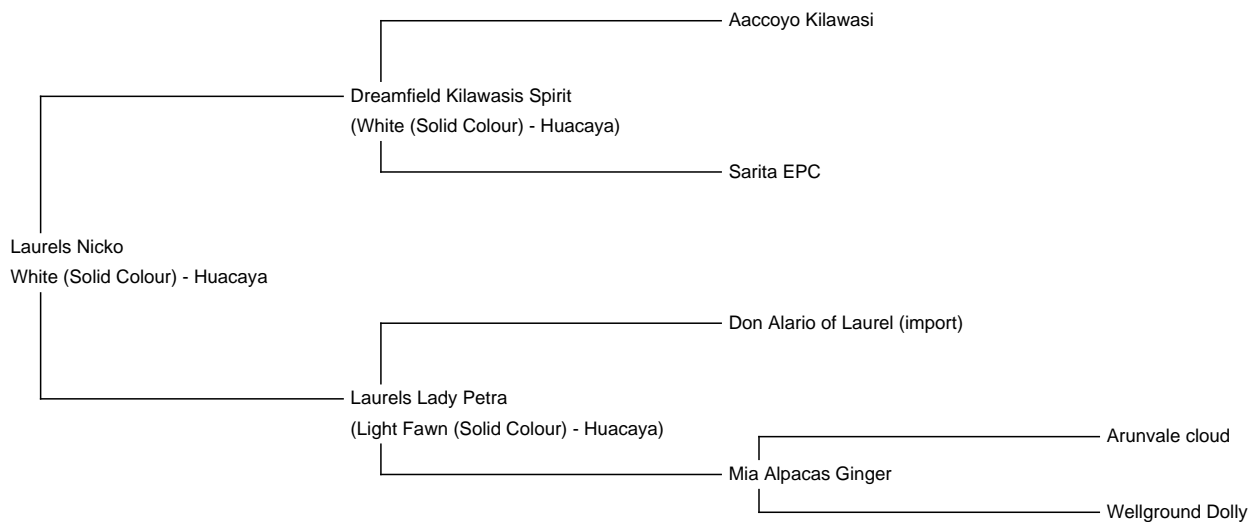 Aaccoyo Kilawasi
Dreamfield Kilawasis Spirit
(White (Solid Colour) - Huacaya)
Sarita EPC
Laurels Nicko
White (Solid Colour) - Huacaya
Don Alario of Laurel (import)
Laurels Lady Petra
(Light Fawn (Solid Colour) - Huacaya)
Arunvale cloud
Mia Alpacas Ginger
Wellground Dolly